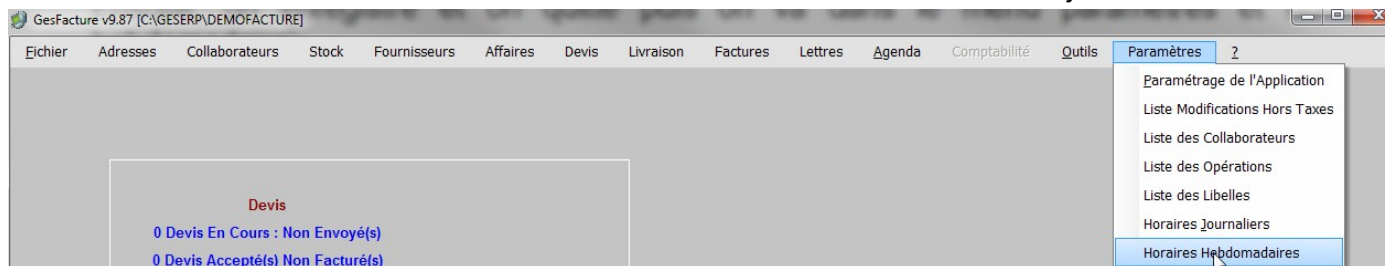 GesFacture v9.87 [C:\GESERP\DEMOFACTURE]
Fichier Adresses Collaborateurs Stock Fournisseurs Affaires Devis Livraison Factures Lettres Agenda Comptabilité Outils Paramètres ?
Paramétrage de l'Application
Liste Modifications Hors Taxes
Liste des Collaborateurs
Liste des Opérations
Liste des Libelles
Horaires Journaliers
Horaires Hebdomadaires
Devis
0 Devis En Cours : Non Envoyé(s)
0 Devis Accepté(s) Non Facturé(s)